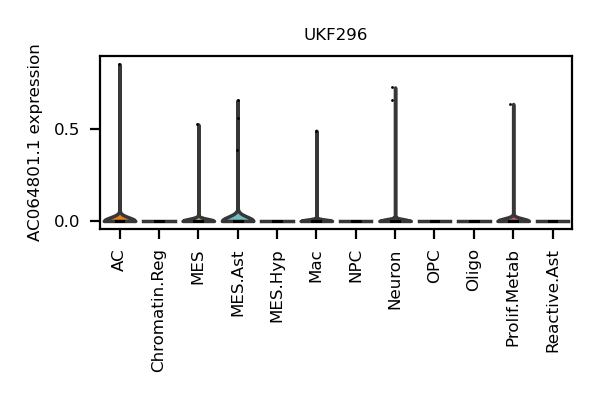 UKF296
AC064801.1 expression
0.5
0.0
AC
Chromatin.Reg
MES
MES.Ast
MES.Hyp
Mac
NPC
Neuron
OPC
Oligo
Prolif.Metab
Reactive.Ast